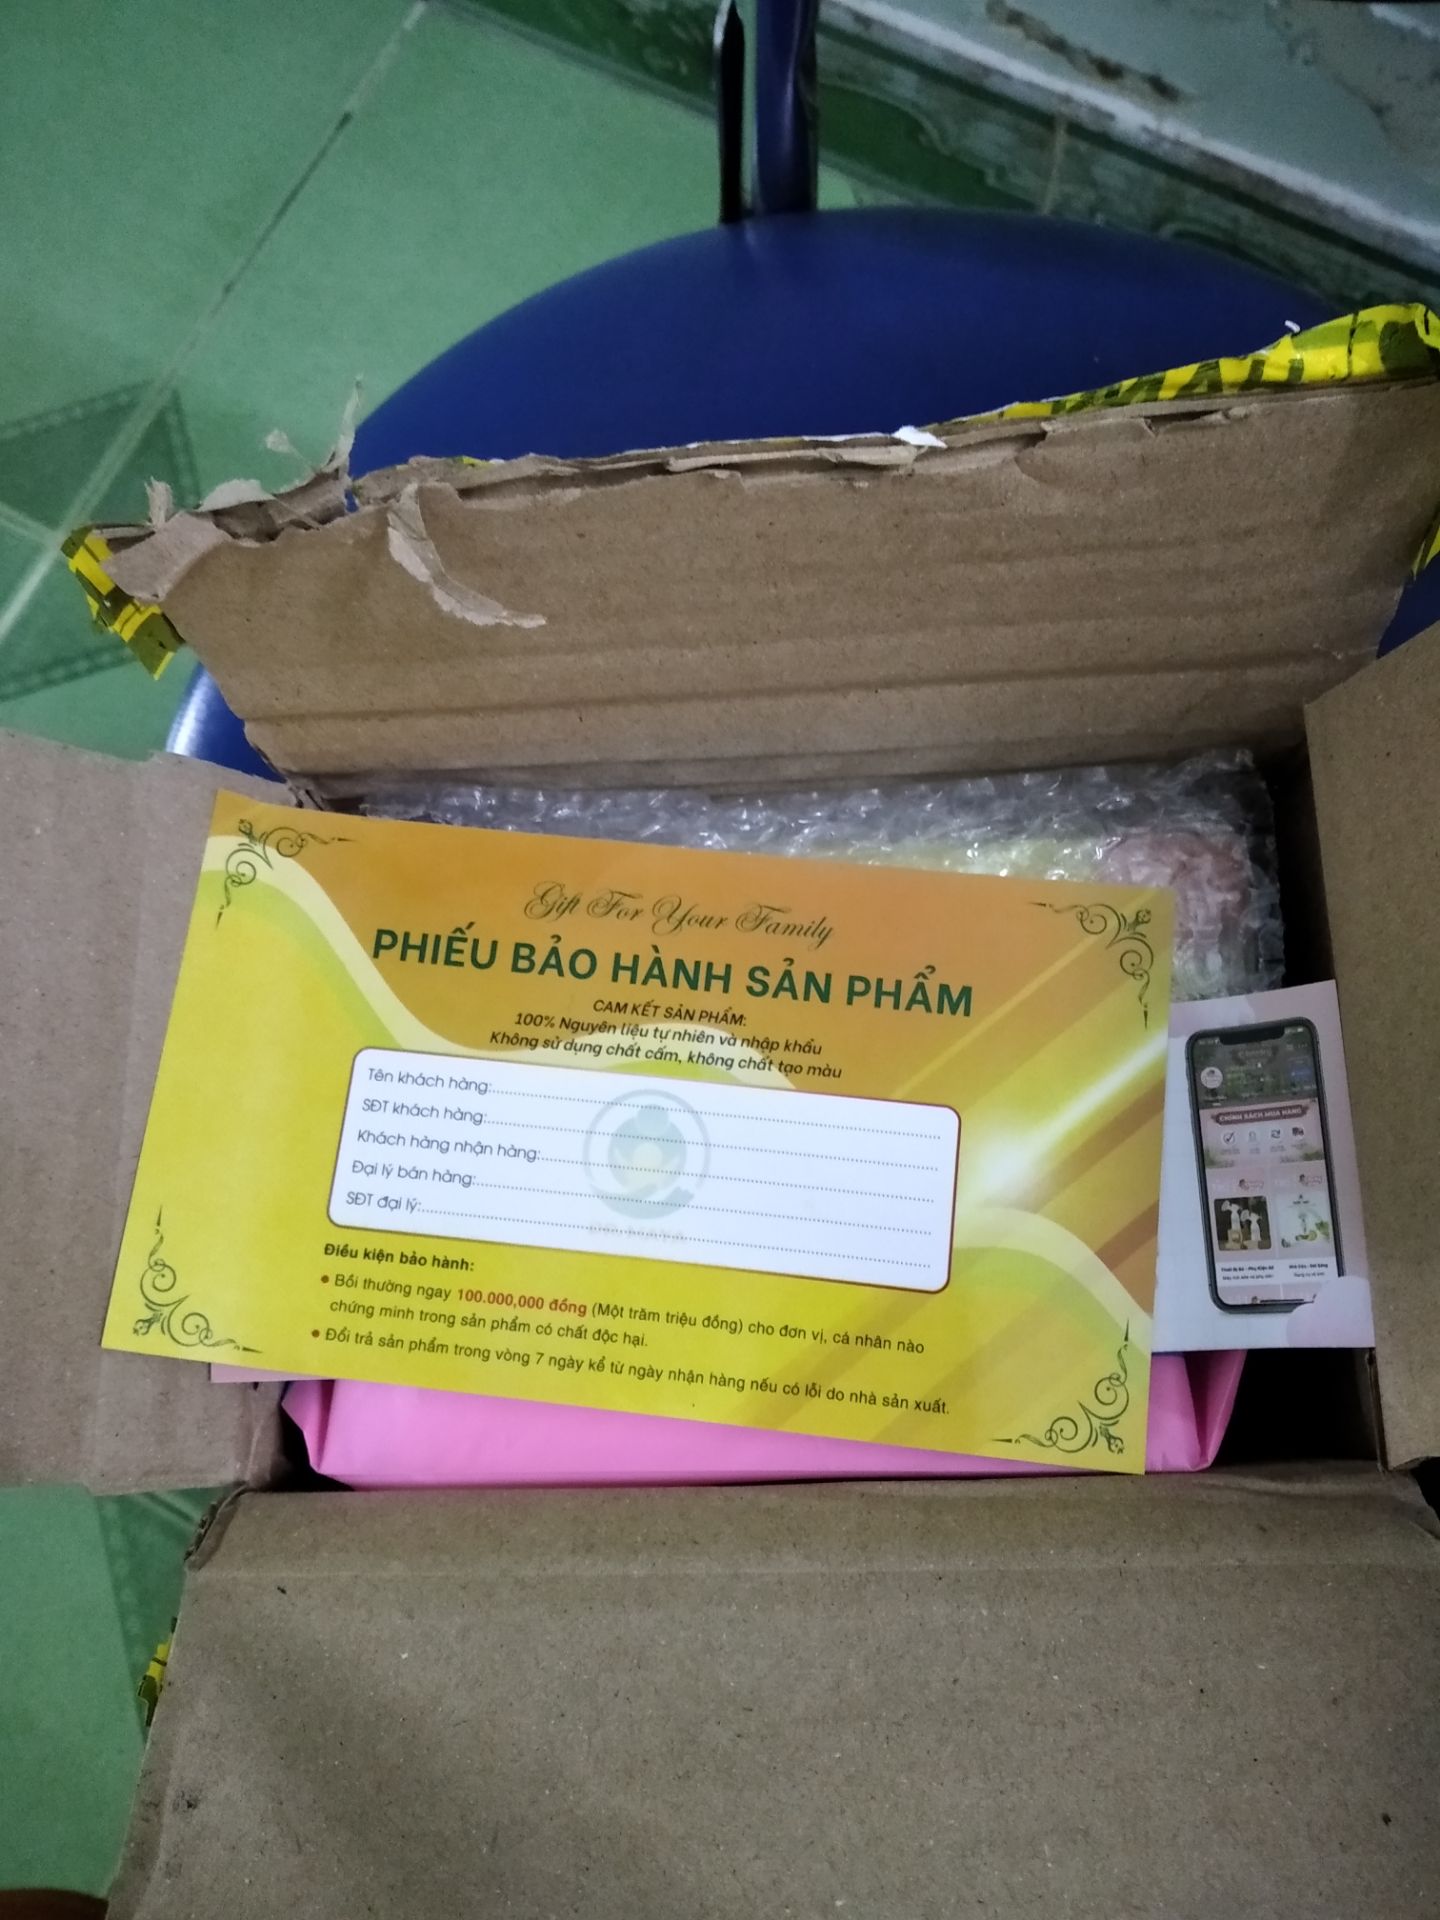 Gift For Your Family
PHIẾU BẢO HÀNH SẢN PHẨM
CAM KẾT SẢN PHẨM:
100% Nguyên liệu tự nhiên và nhập khẩu
Không sử dụng chất cấm, không chất tạo màu
Tên khách hàng:
SĐT khách hàng:
Khách hàng nhận hàng:
Đại lý bán hàng:
SĐT đại lý:
Điều kiện bảo hành:
• Bồi thường ngay 100.000,000 đồng (Một trăm triệu đồng) cho đơn vị, cá nhân nào
chứng minh trong sản phẩm có chất độc hại.
• Đổi trả sản phẩm trong vòng 7 ngày kể từ ngày nhận hàng nếu có lỗi do nhà sản xuất.
CHÍNH SÁCH MUA HÀNG